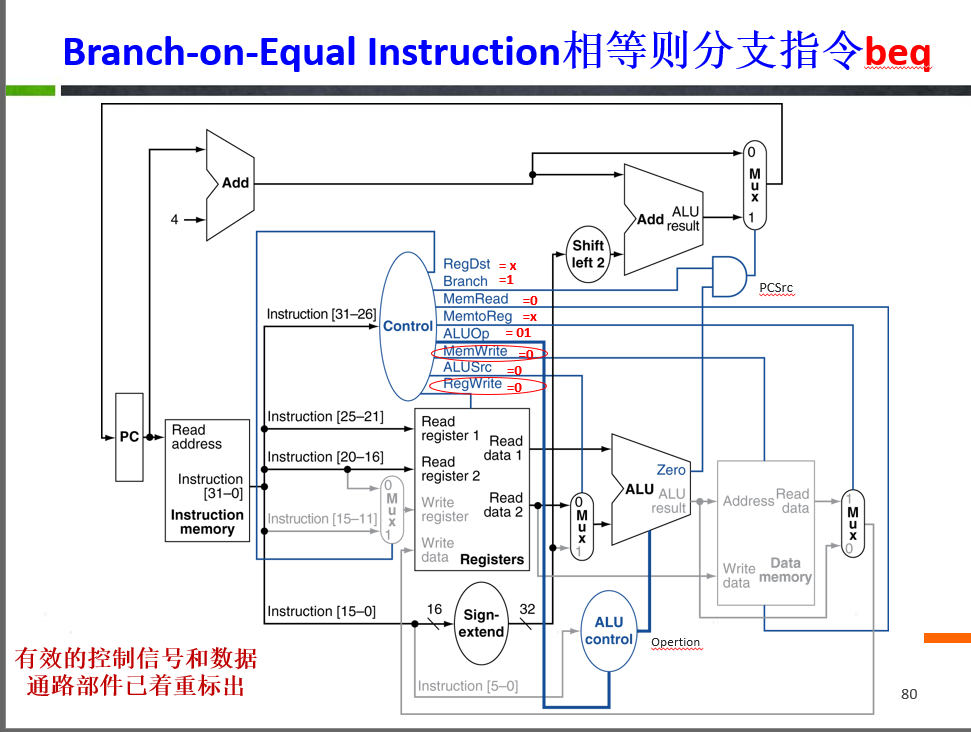 Branch-on-Equal Instruction相等则分支指令beq
Add
4
Shift
left 2
Add
ALU
result
0
M
u
x
1
PCSrc
RegDst = x
Branch =1
MemRead =0
MemtoReg =x
ALUOp = 01
MemWrite =0
ALUSrc =0
RegWrite =0
Control
Instruction [31–26]
Instruction [25–21]
Instruction [20–16]
Instruction [15–11]
Instruction [15–0]
Instruction [5–0]
PC
Read
address
Instruction
[31–0]
Instruction
memory
0
M
u
x
1
Read
register 1
Read
register 2
Write
register
Write
data
Read
data 1
Read
data 2
Registers
16
Sign-
extend
32
0
M
u
x
1
Zero
ALU
ALU
result
ALU
control
Opertion
Address
Read
data
Write
data
Data
memory
1
M
u
x
0
有效的控制信号和数据
通路部件已着重标出
80